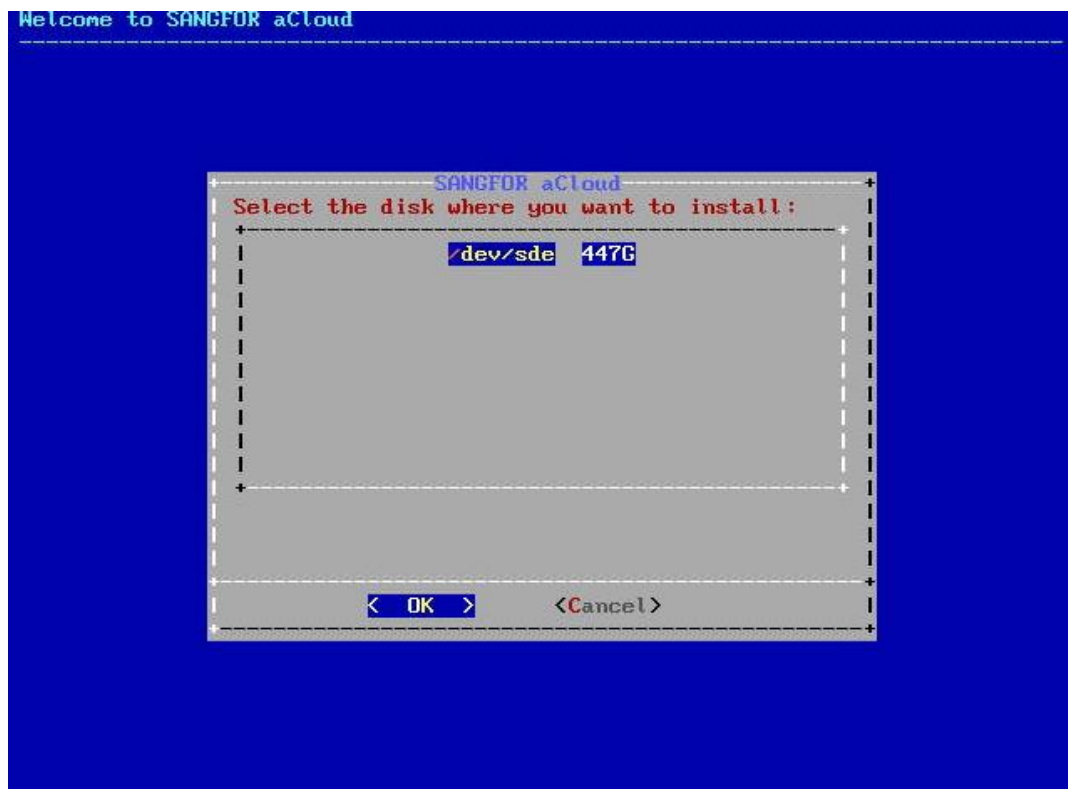 Welcome to SANGFOR aCloud
SANGFOR aCloud
Select the disk where you want to install:
/dev/sde 447G
< OK > <Cancel>